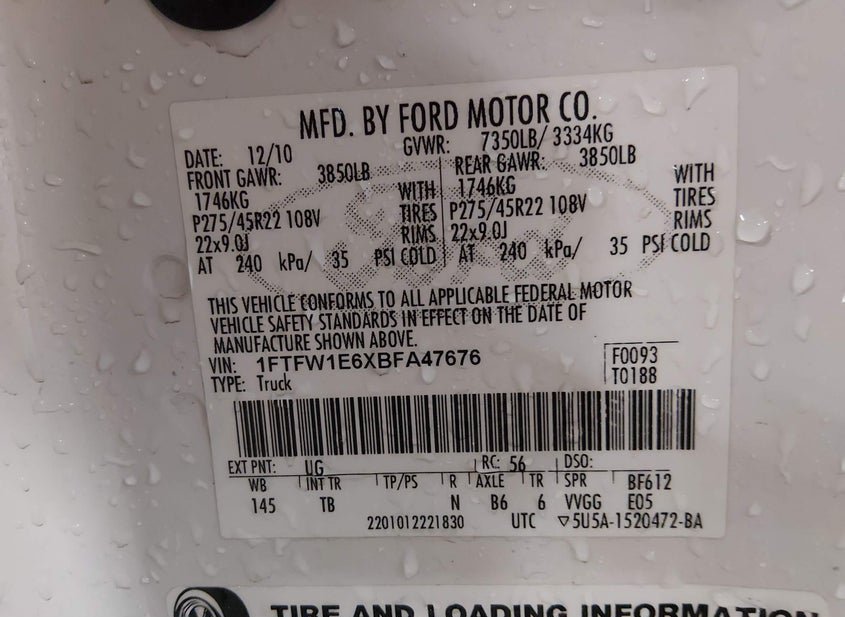 MFD. BY FORD MOTOR CO.
DATE: 12/10 GVWR: 7350LB/ 3334KG
FRONT GAWR: 3850LB REAR GAWR: 3850LB
1746KG WITH 1746KG WITH
P275/45R22 108V TIRES P275/45R22 108V TIRES
22x9.0J RIMS 22x9.0J RIMS
AT 240 kPa/ 35 PSI COLD AT 240 kPa/ 35 PSI COLD
THIS VEHICLE CONFORMS TO ALL APPLICABLE FEDERAL MOTOR
VEHICLE SAFETY STANDARDS IN EFFECT ON THE DATE OF
MANUFACTURE SHOWN ABOVE.
VIN: 1FTFW1E6XBFA47676 F0093
TYPE: Truck T0188
EXT PNT: UG RC: 56 DSO:
WB INT TR TP/PS R AXLE TR SPR BF612
145 TB N B6 6 VVGG E05
2201012221830 UTC ▽5U5A-1520472-BA
TIRE AND LOADING INFORMATION